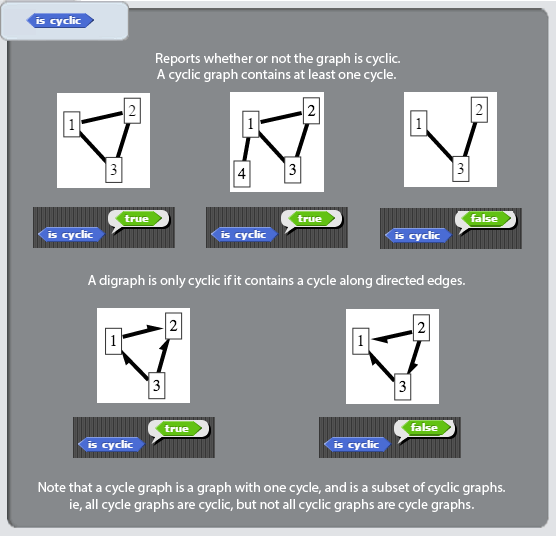 is cyclic
Reports whether or not the graph is cyclic.
A cyclic graph contains at least one cycle.
1 2 3
1 2 3 4
1 2 3
true
is cyclic
true
is cyclic
false
is cyclic
A digraph is only cyclic if it contains a cycle along directed edges.
1 2 3
1 2 3
true
is cyclic
false
is cyclic
Note that a cycle graph is a graph with one cycle, and is a subset of cyclic graphs.
ie, all cycle graphs are cyclic, but not all cyclic graphs are cycle graphs.